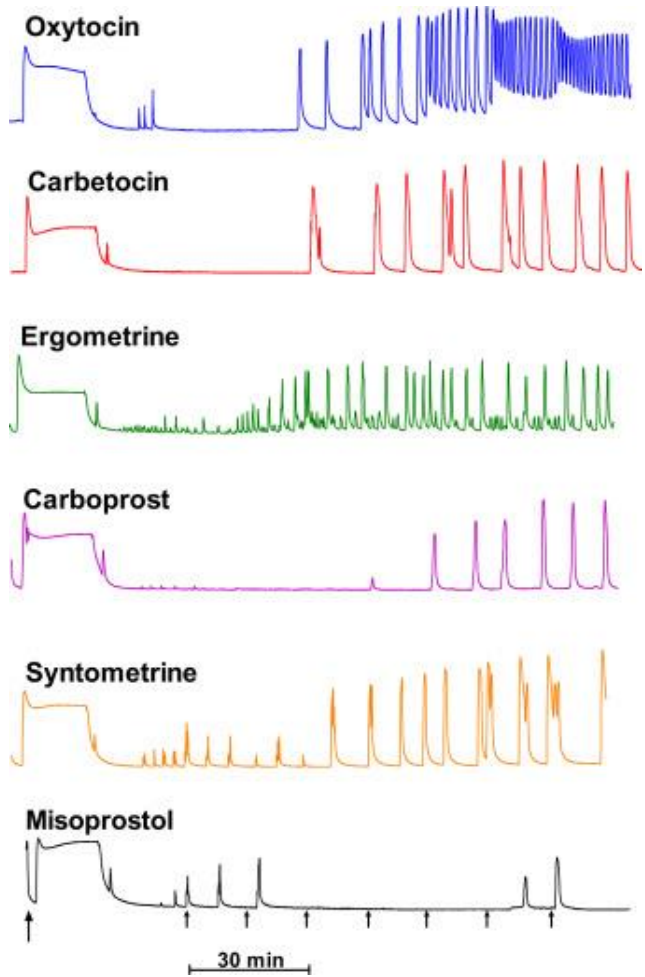 Oxytocin
Carbetocin
Ergometrine
Carboprost
Syntometrine
Misoprostol
30 min